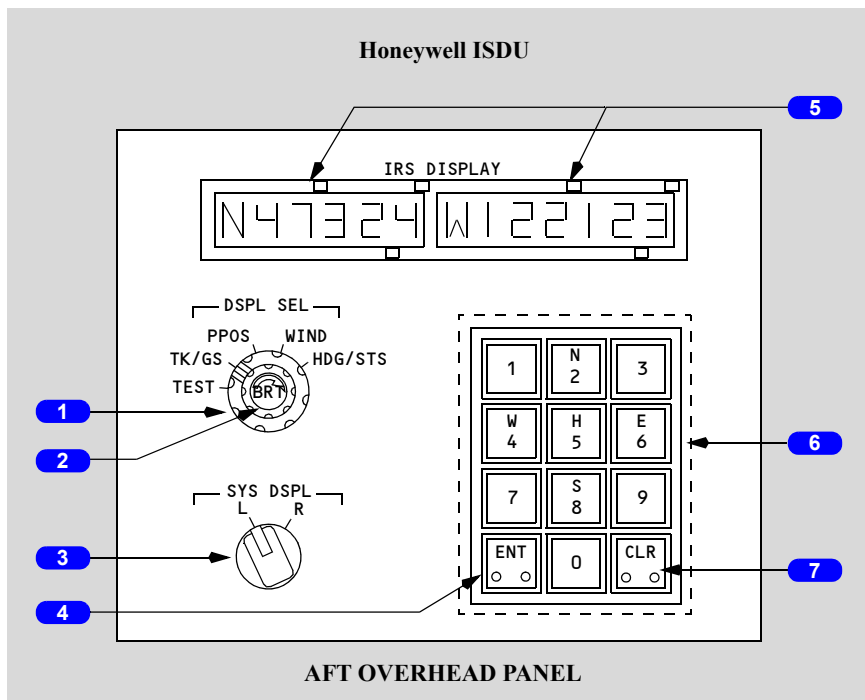 Honeywell ISDU
5
IRS DISPLAY
N47324 W122123
DSPL SEL
PPOS WIND
TK/GS HDG/STS
TEST
BRT
1
2
SYS DSPL
L R
3
4
1 N 2 3
W 4 H 5 E 6
7 S 8 9
ENT 0 CLR
6
7
AFT OVERHEAD PANEL